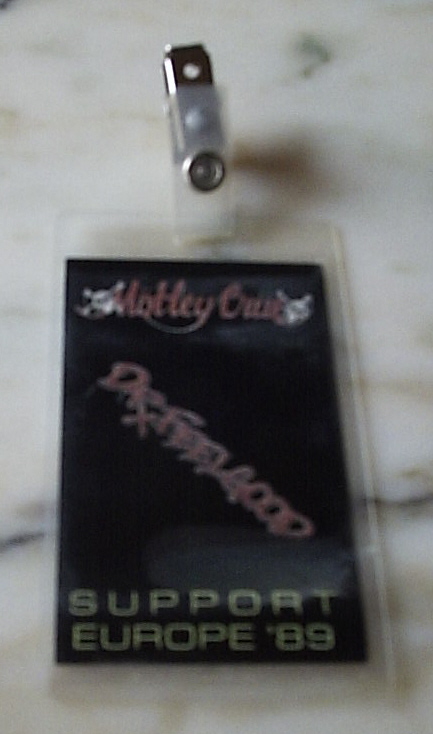 Mötley Crüe
DR. FEELGOOD
SUPPORT
EUROPE '89